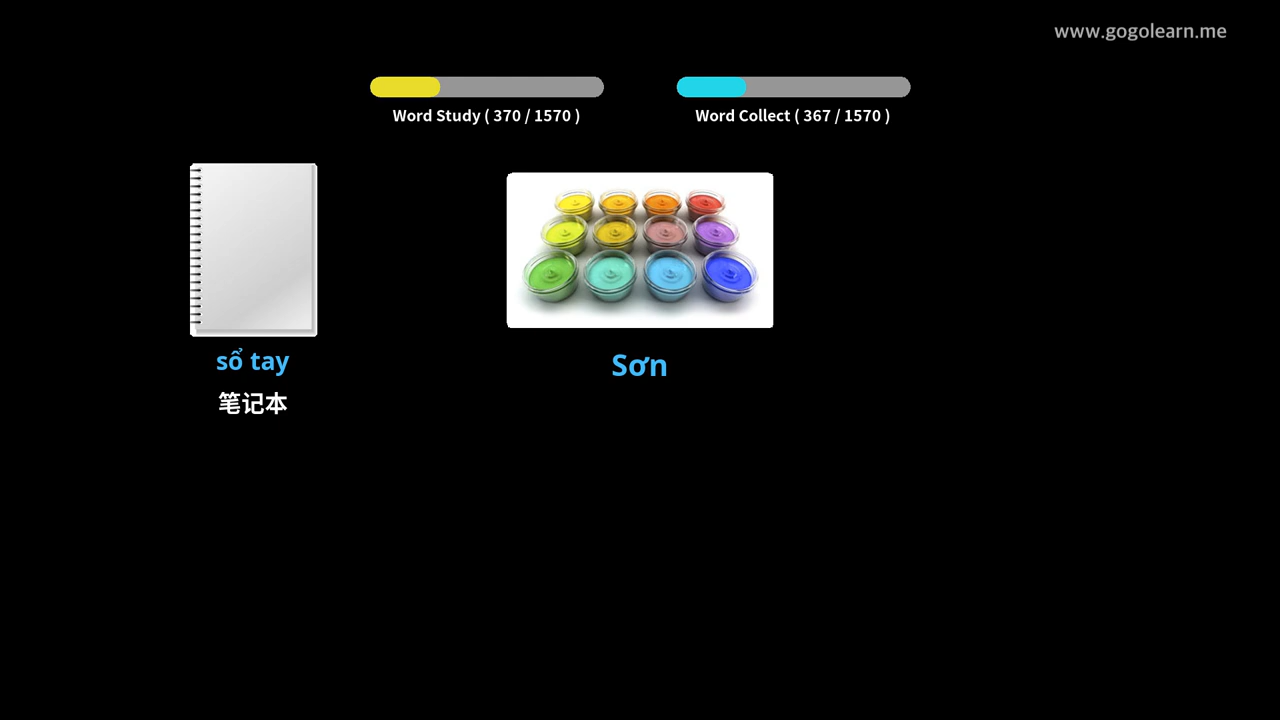 www.gogolearn.me
Word Study ( 370 / 1570 )
Word Collect ( 367 / 1570 )
sổ tay
笔记本
Sơn